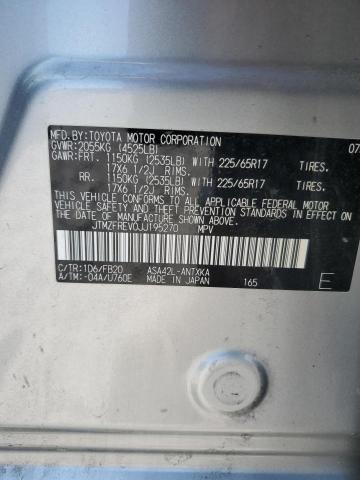 MFD.BY:TOYOTA MOTOR CORPORATION 07
GVWR:2055KG (4525LB)
GAWR:FRT. 1150KG (2535LB) WITH 225/65R17 TIRES.
17X6 1/2J RIMS
RR. 1150KG (2535LB) WITH 225/65R17 TIRES.
17X6 1/2J RIMS
THIS VEHICLE CONFORMS TO ALL APPLICABLE FEDERAL MOTOR
VEHICLE SAFETY AND THEFT PREVENTION STANDARDS IN
EFFECT ON THE DATE OF MANUFACTURE SHOWN ABOVE.
JTMZFREV0JJ195270 MPV
C/TR:1D6/FB20 ASA42L-ANTXKA
A/TM:-04A/U760E MADE IN JAPAN 165 E